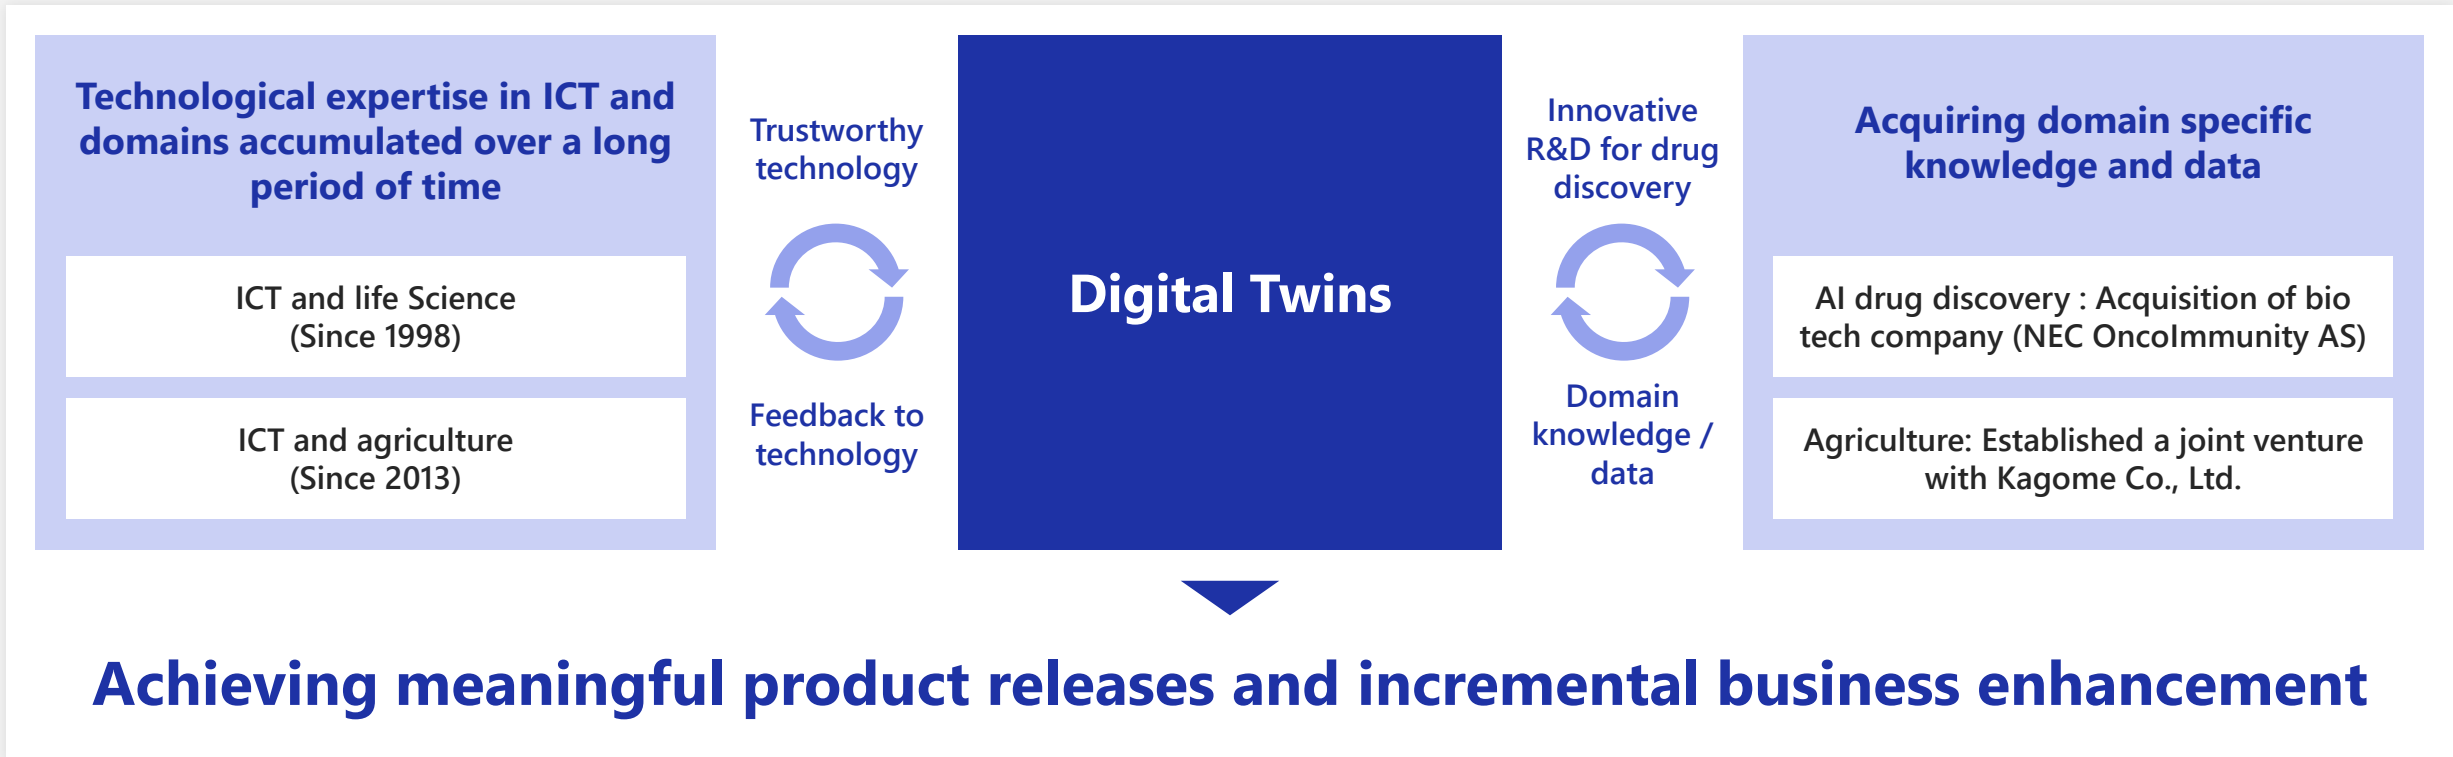 Technological expertise in ICT and
domains accumulated over a long
period of time
ICT and life Science
(Since 1998)
ICT and agriculture
(Since 2013)
Trustworthy
technology
Feedback to
technology
Digital Twins
Innovative
R&D for drug
discovery
Domain
knowledge /
data
Acquiring domain specific
knowledge and data
AI drug discovery : Acquisition of bio
tech company (NEC OncoImmunity AS)
Agriculture: Established a joint venture
with Kagome Co., Ltd.
Achieving meaningful product releases and incremental business enhancement